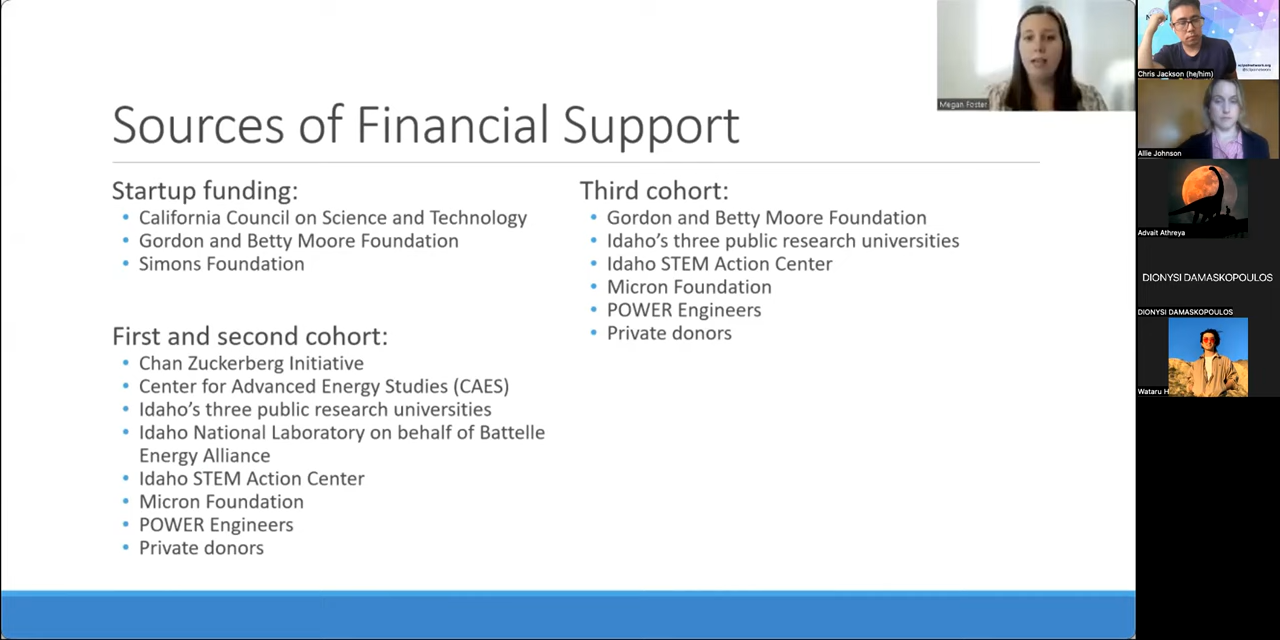 Sources of Financial Support
Startup funding:
• California Council on Science and Technology
• Gordon and Betty Moore Foundation
• Simons Foundation
First and second cohort:
• Chan Zuckerberg Initiative
• Center for Advanced Energy Studies (CAES)
• Idaho's three public research universities
• Idaho National Laboratory on behalf of Battelle
Energy Alliance
• Idaho STEM Action Center
• Micron Foundation
• POWER Engineers
• Private donors
Third cohort:
• Gordon and Betty Moore Foundation
• Idaho's three public research universities
• Idaho STEM Action Center
• Micron Foundation
• POWER Engineers
• Private donors
Megan Foster
Chris Jackson (he/him)
Allie Johnson
Advait Athreya
DIONYSI DAMASKOPOULOS
DIONYSI DAMASKOPOULOS
Wataru H